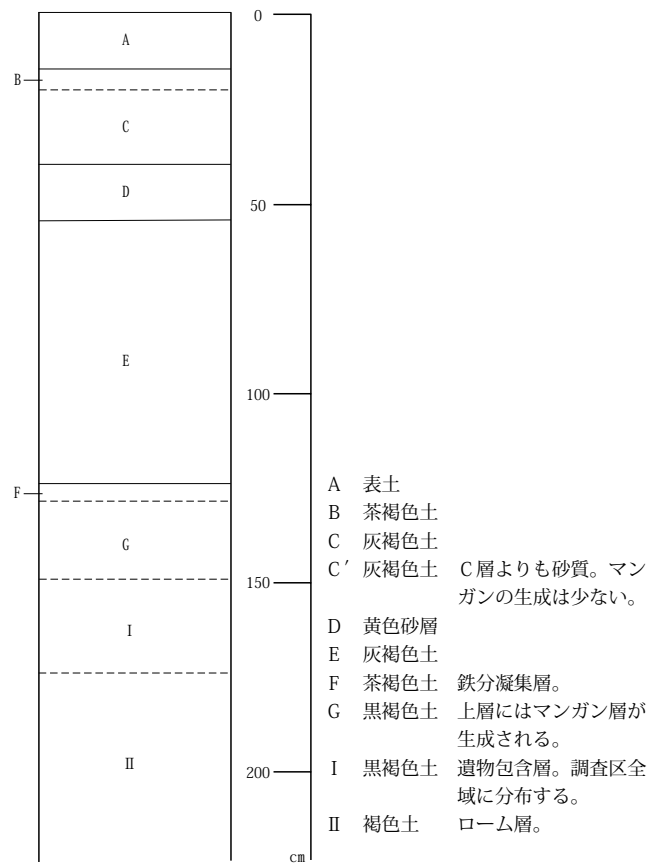 0
A
B
C
D
50
E
100
F
G
150
I
II
200
cm
A 表土
B 茶褐色土
C 灰褐色土
C′ 灰褐色土 C層よりも砂質。マン
ガンの生成は少ない。
D 黄色砂層
E 灰褐色土
F 茶褐色土 鉄分凝集層。
G 黒褐色土 上層にはマンガン層が
生成される。
I 黒褐色土 遺物包含層。調査区全
域に分布する。
II 褐色土 ローム層。